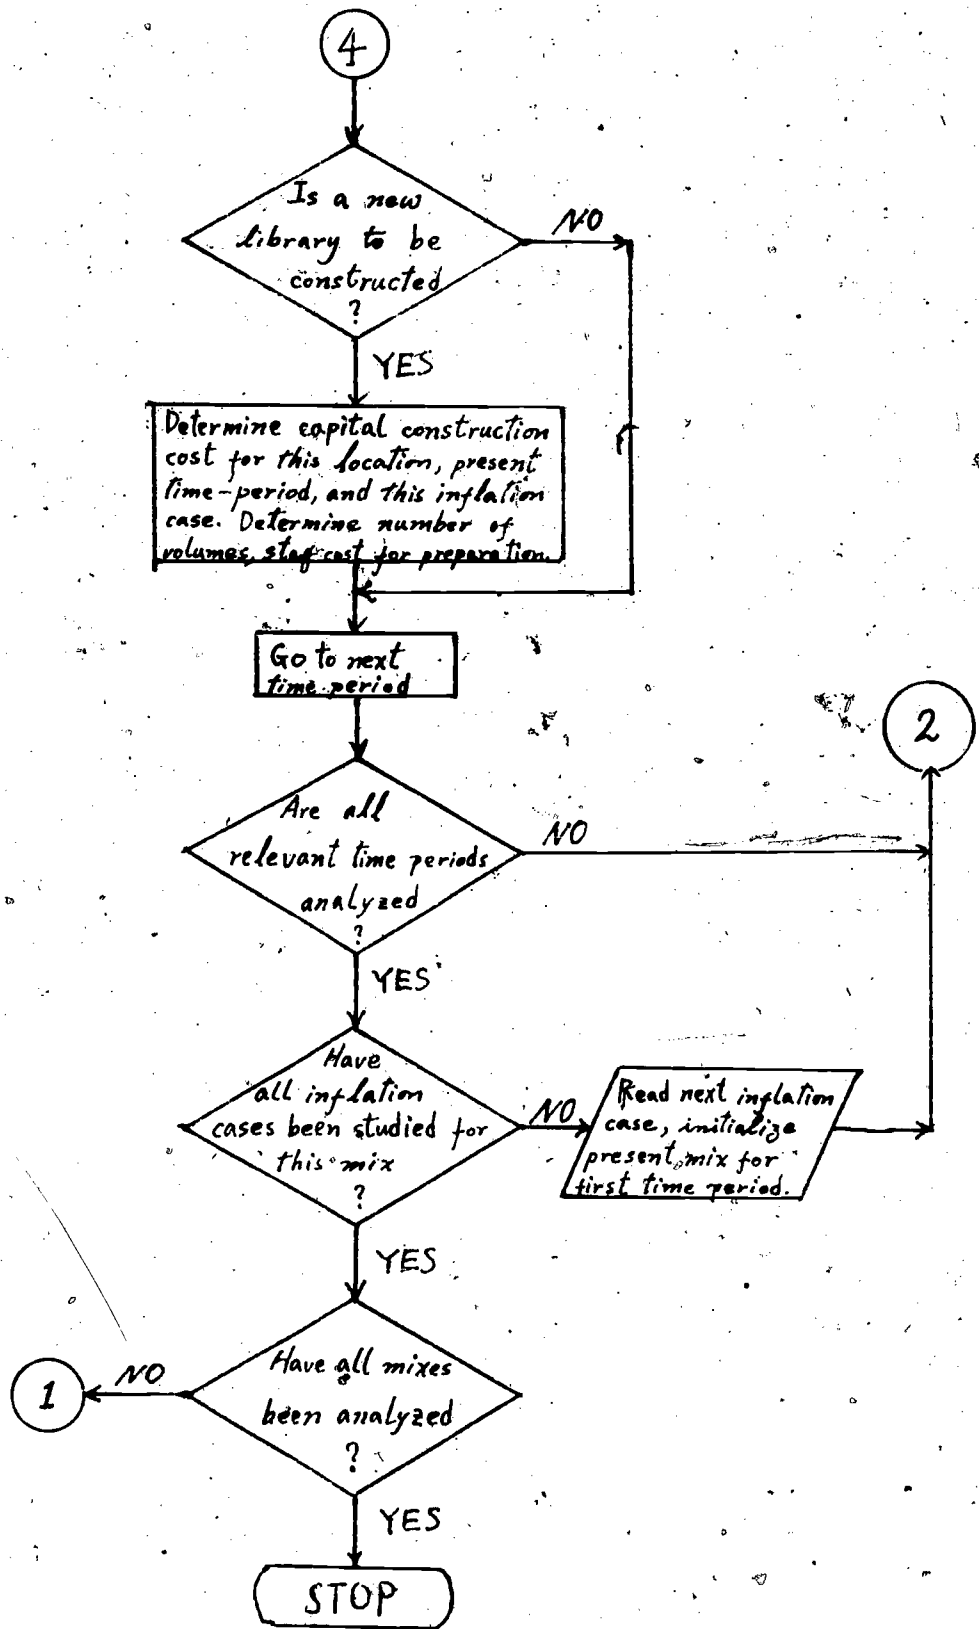 4
Is a new
library to be
constructed
?
NO
YES
Determine capital construction
cost for this location, present
time-period, and this inflation
case. Determine number of
volumes, staff cost for preparation.
Go to next
time period
2
Are all
relevant time periods
analyzed
?
NO
YES
Have
all inflation
cases been studied for
this mix
?
NO
Read next inflation
case, initialize
present mix for
first time period.
YES
1
NO
Have all mixes
been analyzed
?
YES
STOP